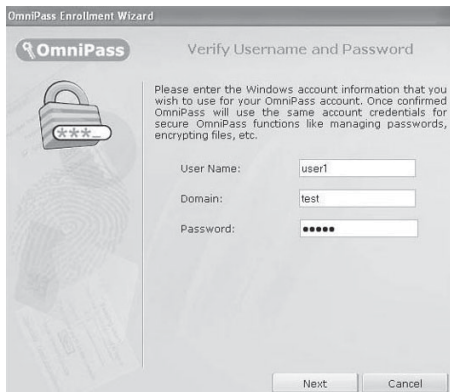 OmniPass Enrollment Wizard
OmniPass
Verify Username and Password
Please enter the Windows account information that you
wish to use for your OmniPass account. Once confirmed
OmniPass will use the same account credentials for
secure OmniPass functions like managing passwords,
encrypting files, etc.
***_
User Name: user1
Domain: test
Password: •••••
Next Cancel